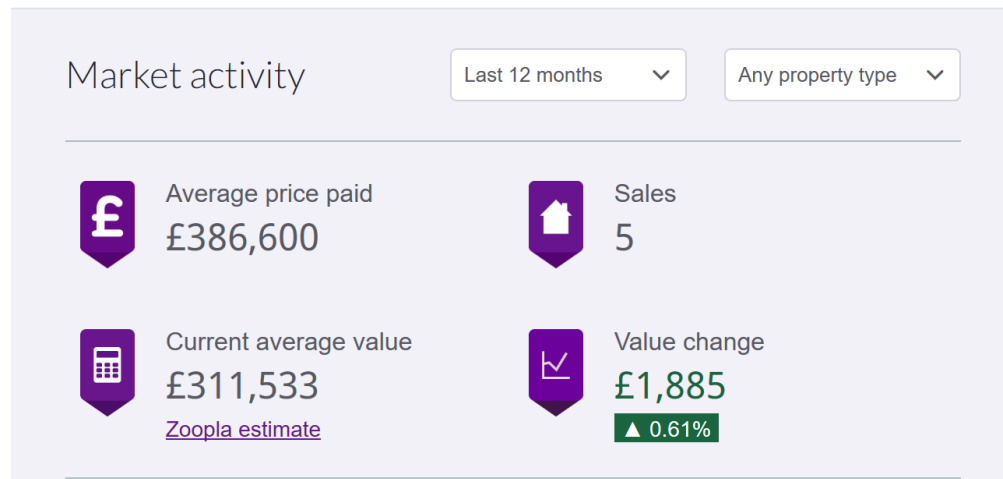 Market activity
Last 12 months
Any property type
£
Average price paid
£386,600
Sales
5
Current average value
£311,533
Zoopla estimate
Value change
£1,885
▲ 0.61%